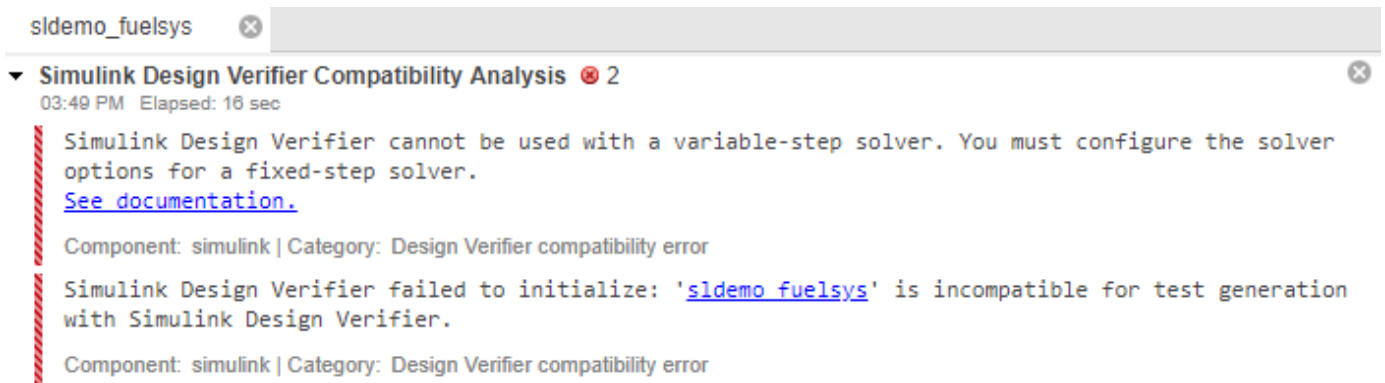 sldemo_fuelsys
Simulink Design Verifier Compatibility Analysis 2
03:49 PM Elapsed: 16 sec
Simulink Design Verifier cannot be used with a variable-step solver. You must configure the solver
options for a fixed-step solver.
See documentation.
Component: simulink | Category: Design Verifier compatibility error
Simulink Design Verifier failed to initialize: 'sldemo_fuelsys' is incompatible for test generation
with Simulink Design Verifier.
Component: simulink | Category: Design Verifier compatibility error